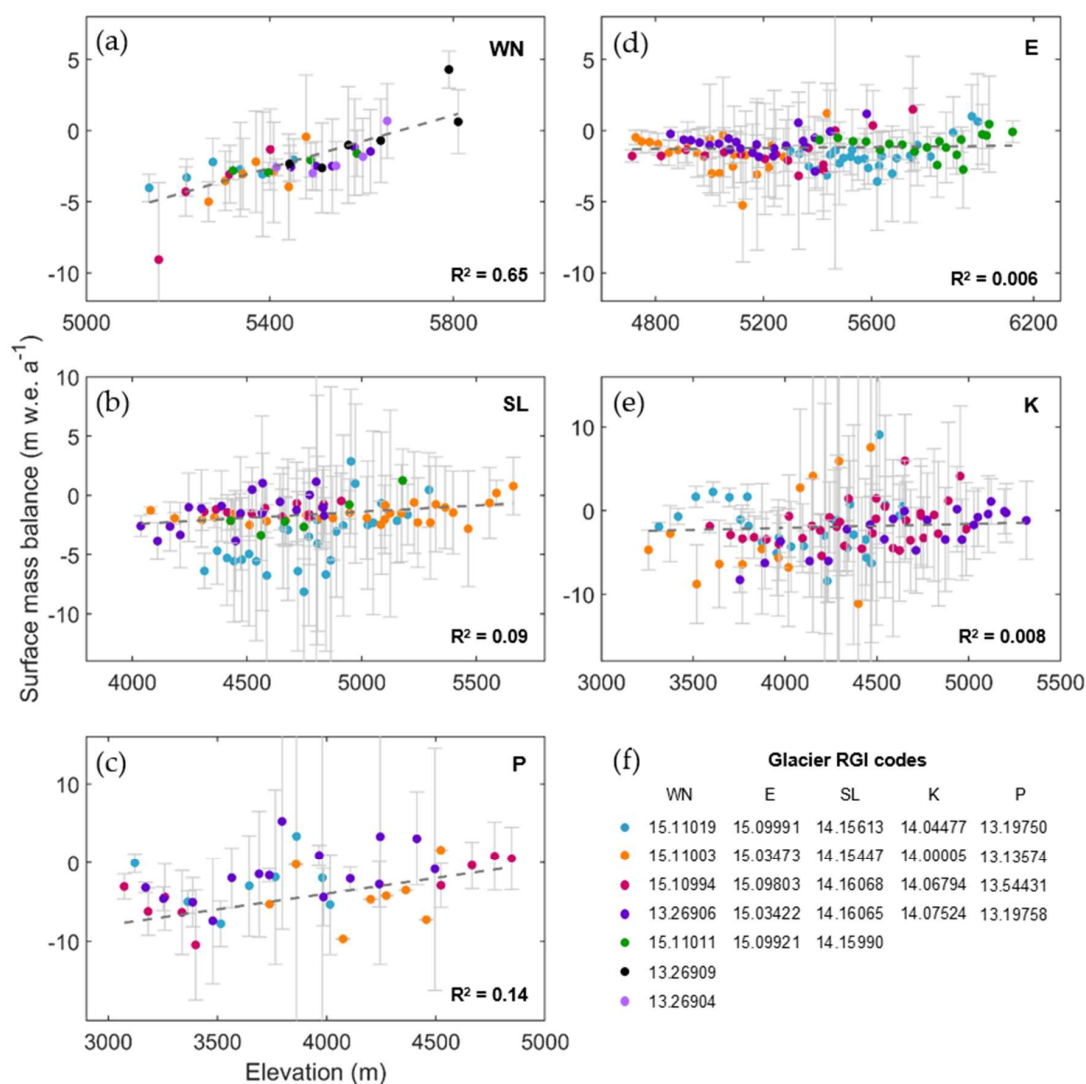 (a)
WN
5
0
-5
-10
R² = 0.65
5000 5400 5800
(d)
E
5
0
-5
-10
R² = 0.006
4800 5200 5600 6200
Surface mass balance (m w.e. a⁻¹)
(b)
SL
10
5
0
-5
-10
R² = 0.09
4000 4500 5000 5500
(e)
K
10
0
-10
R² = 0.008
3000 3500 4000 4500 5000 5500
(c)
P
10
0
-10
R² = 0.14
3000 3500 4000 4500 5000
Elevation (m)
(f)
Glacier RGI codes
WN E SL K P
15.11019 15.09991 14.15613 14.04477 13.19750
15.11003 15.03473 14.15447 14.00005 13.13574
15.10994 15.09803 14.16068 14.06794 13.54431
13.26906 15.03422 14.16065 14.07524 13.19758
15.11011 15.09921 14.15990
13.26909
13.26904